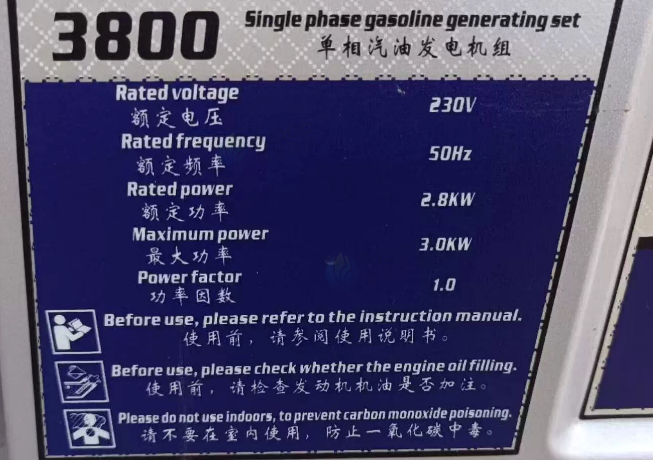 3800
Single phase gasoline generating set
单相汽油发电机组
Rated voltage 230V
额定电压
Rated frequency 50Hz
额定频率
Rated power 2.8KW
额定功率
Maximum power 3.0KW
最大功率
Power factor 1.0
功率因数
Before use, please refer to the instruction manual.
使用前，请参阅使用说明书。
Before use, please check whether the engine oil filling.
使用前，请检查发动机机油是否加注。
Please do not use indoors, to prevent carbon monoxide poisoning.
请不要在室内使用，防止一氧化碳中毒。